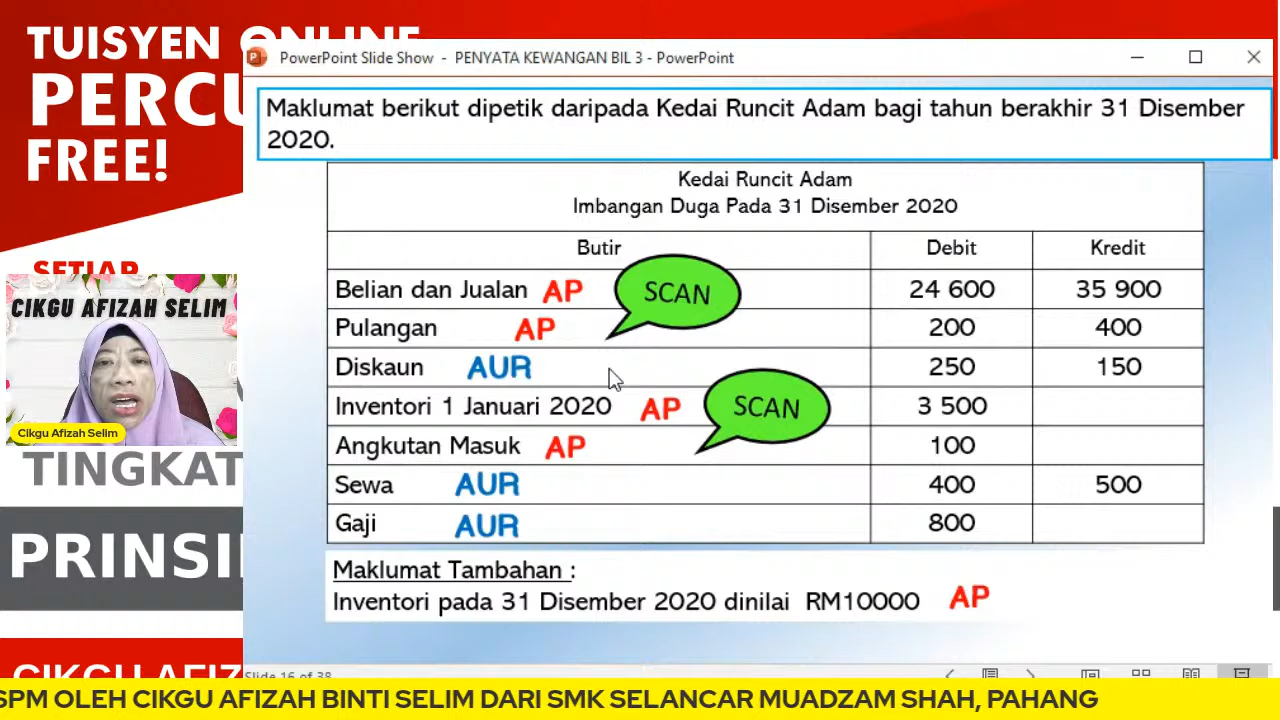 TUISYEN ONLINE
PERCU
FREE!
SETIAP
PowerPoint Slide Show - PENYATA KEWANGAN BIL 3 - PowerPoint
Maklumat berikut dipetik daripada Kedai Runcit Adam bagi tahun berakhir 31 Disember
2020.
Kedai Runcit Adam
Imbangan Duga Pada 31 Disember 2020
Butir Debit Kredit
Belian dan Jualan AP 24 600 35 900
SCAN
Pulangan AP 200 400
Diskaun AUR 250 150
Inventori 1 Januari 2020 AP 3 500
SCAN
Angkutan Masuk AP 100
Sewa AUR 400 500
Gaji AUR 800
Maklumat Tambahan :
Inventori pada 31 Disember 2020 dinilai RM10000 AP
CIKGU AFIZAH SELIM
Cikgu Afizah Selim
TINGKAT
PRINSI
CIKGU AFIZ
Slide 16 of 38
SPM OLEH CIKGU AFIZAH BINTI SELIM DARI SMK SELANCAR MUADZAM SHAH, PAHANG